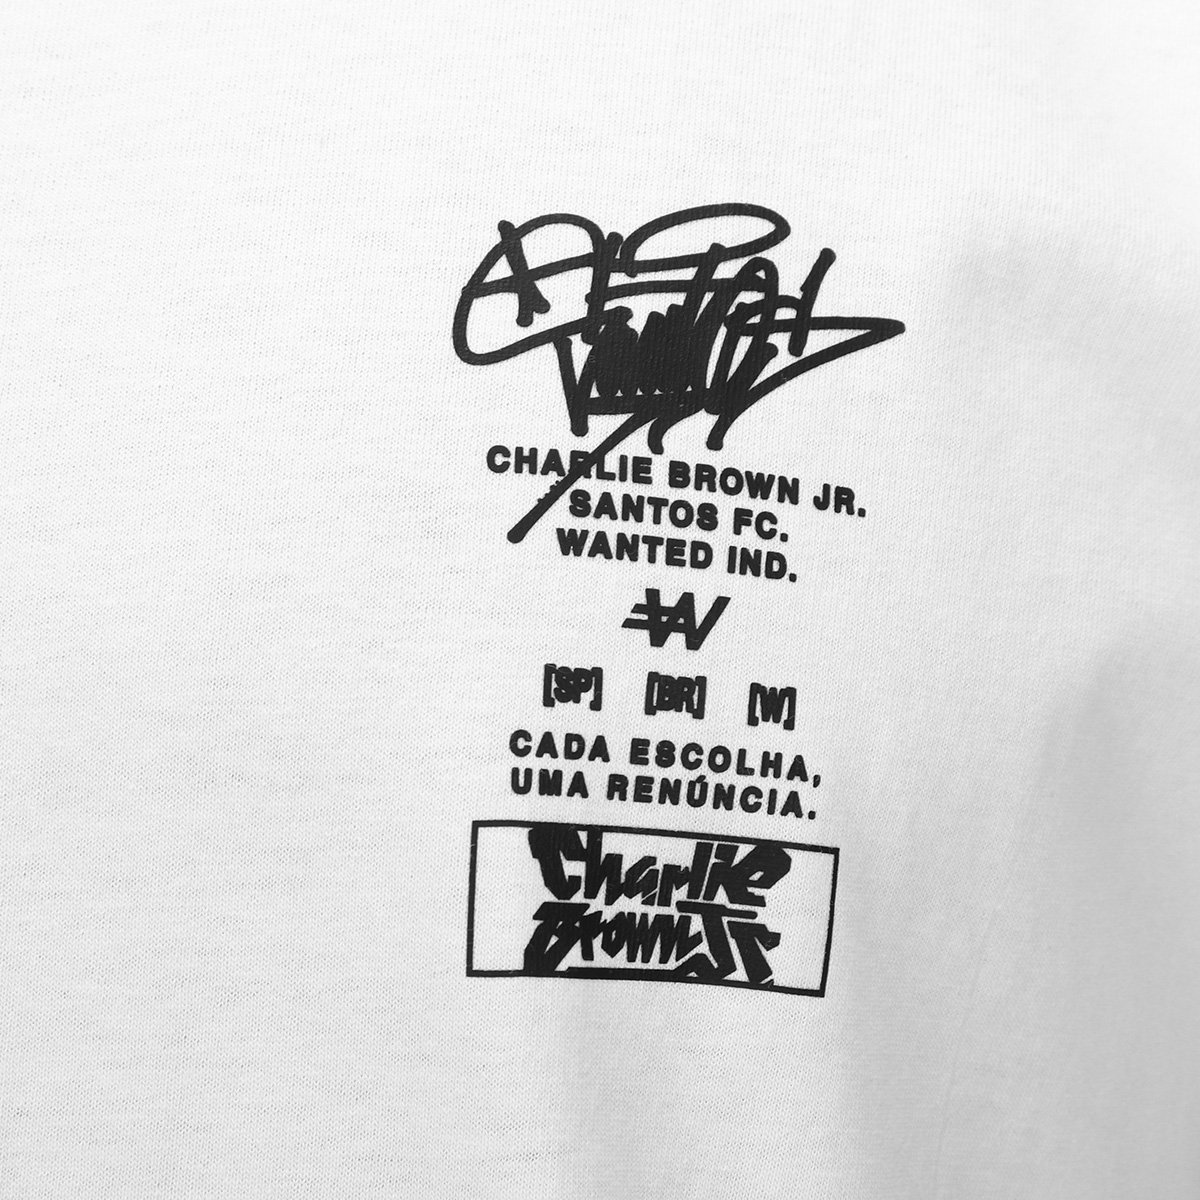 CHARLIE BROWN JR.
SANTOS FC.
WANTED IND.
[SP] [BR] [W]
CADA ESCOLHA,
UMA RENÚNCIA.
Charlie
Brown Jr